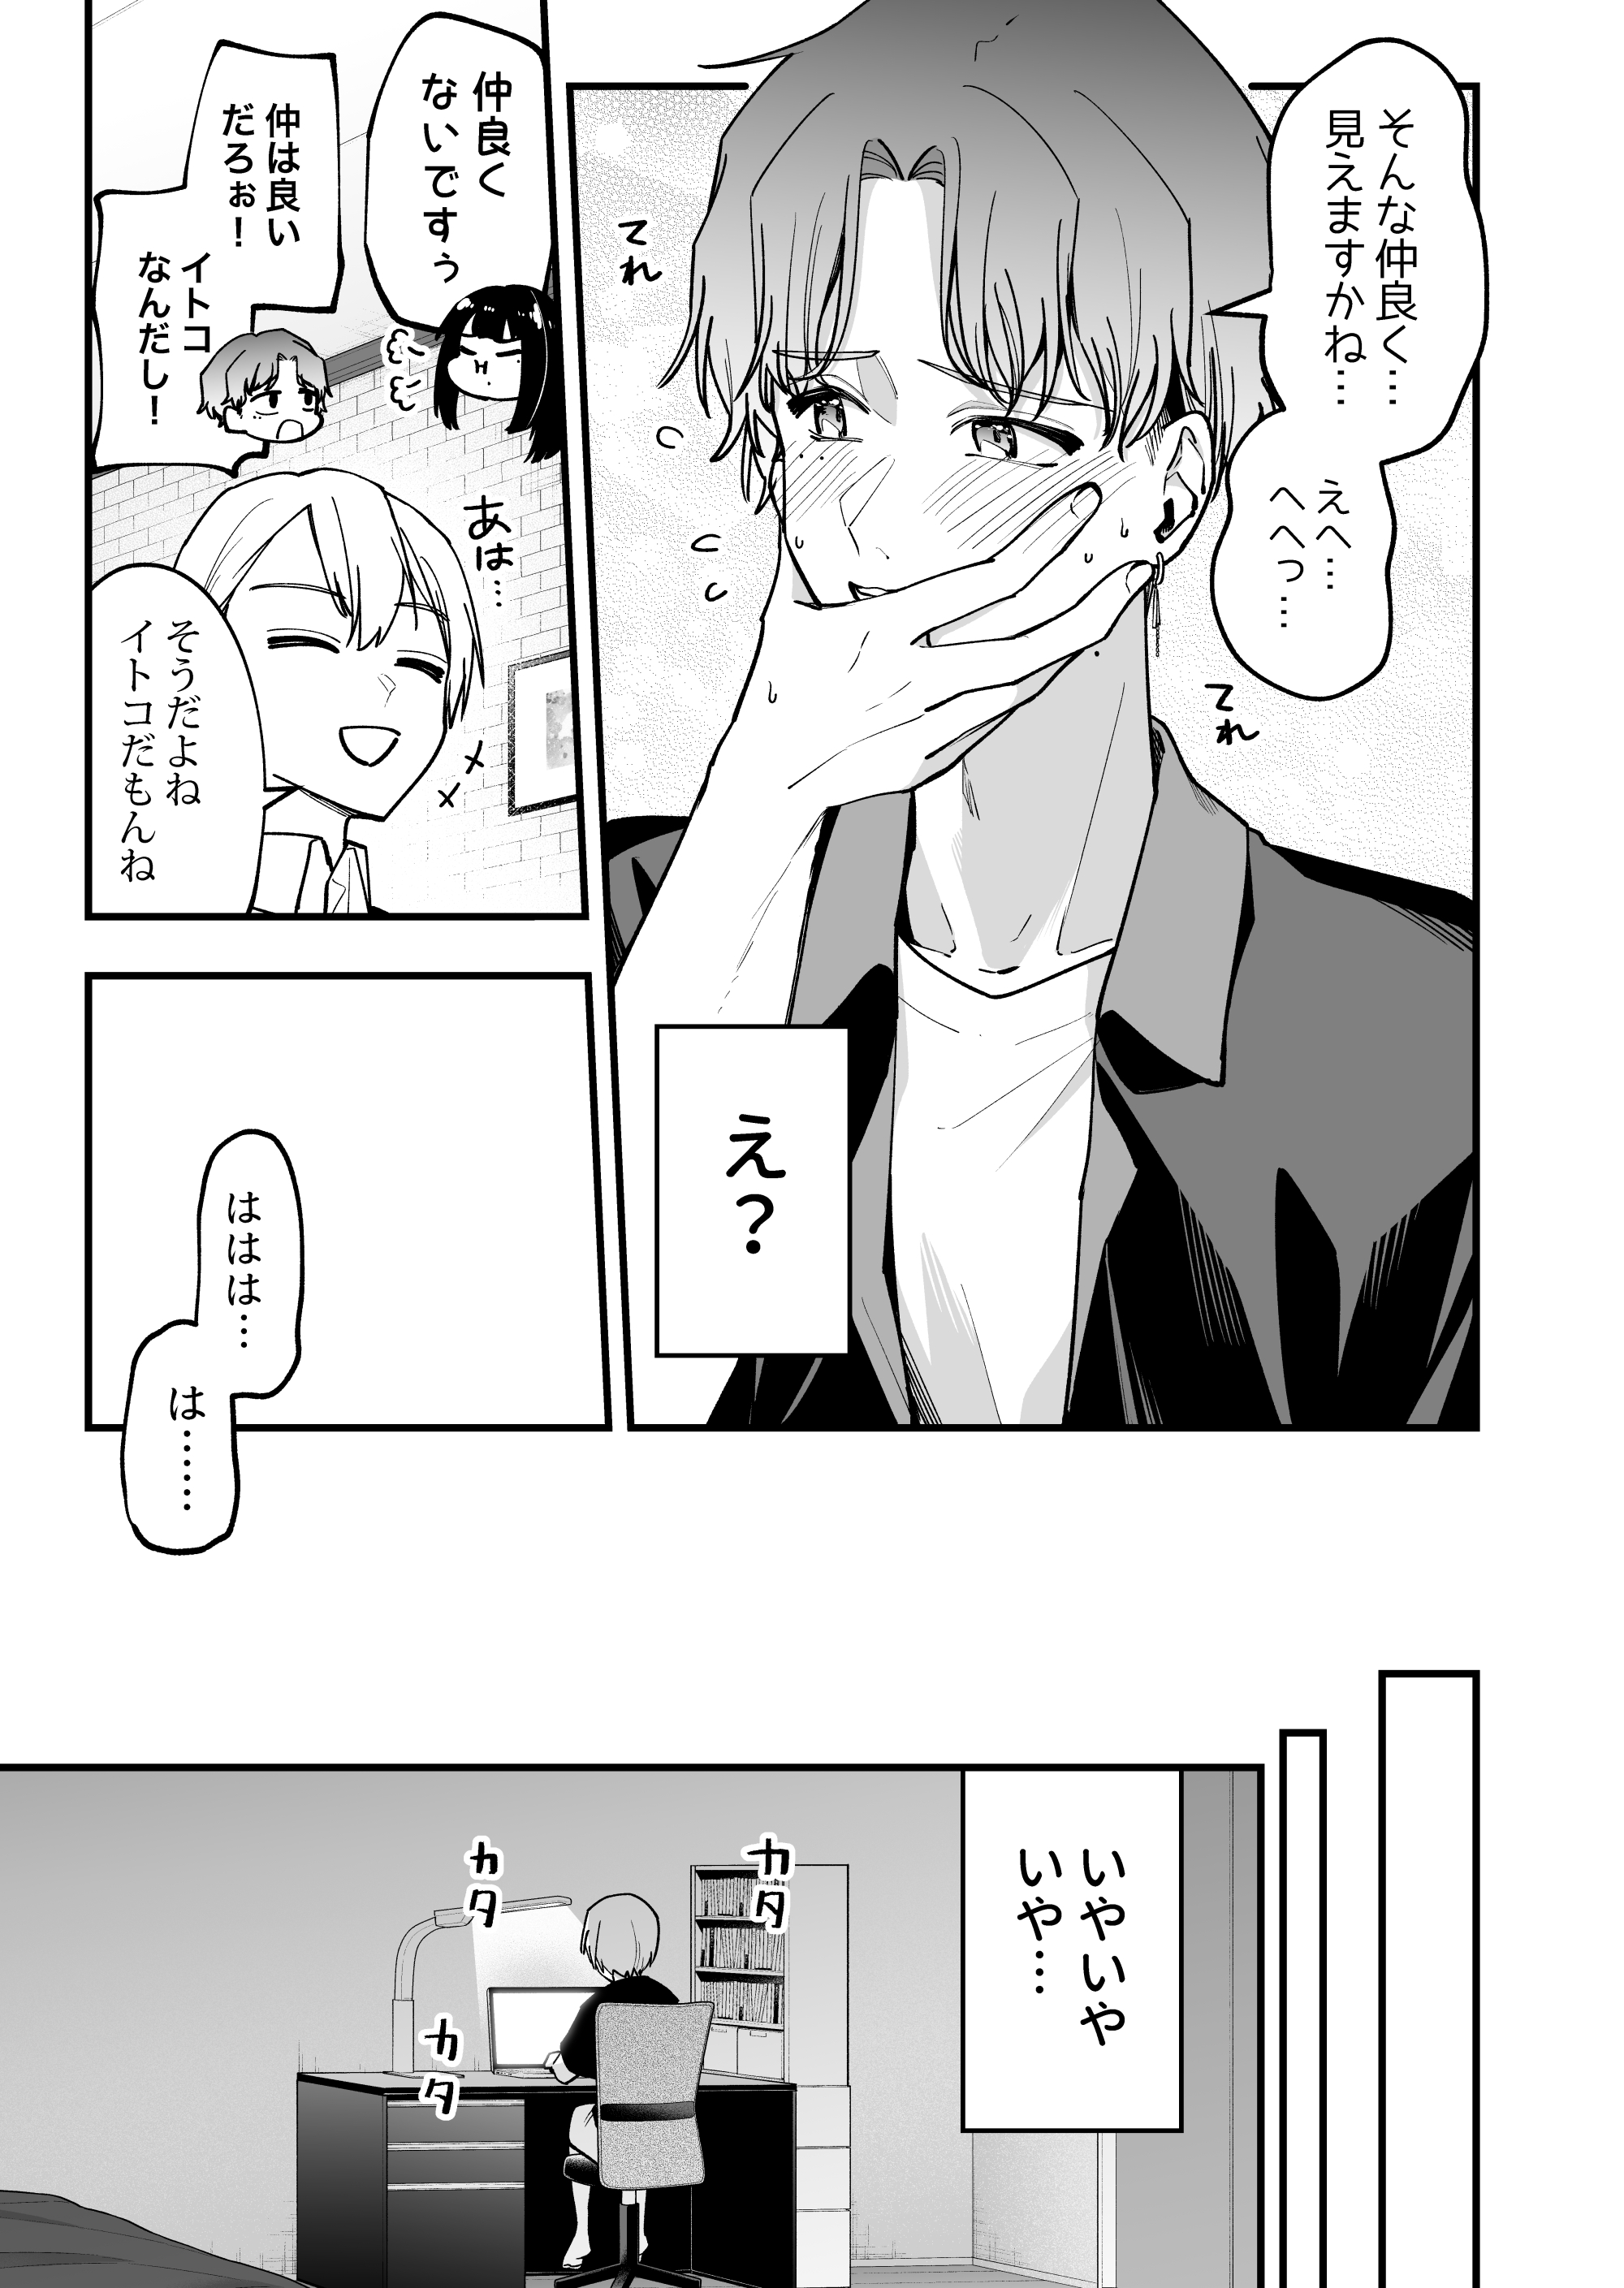 そんな仲良く…
見えますかね…
えへ…
へへっ…
てれ
てれ
え？
仲良く
ないですぅ
仲は良い
だろぉ！
イトコ
なんだし！
あは…
そうだよね
イトコだもんね
ははは…
は……
いやいや
いや…
カタ
カタ
カタ